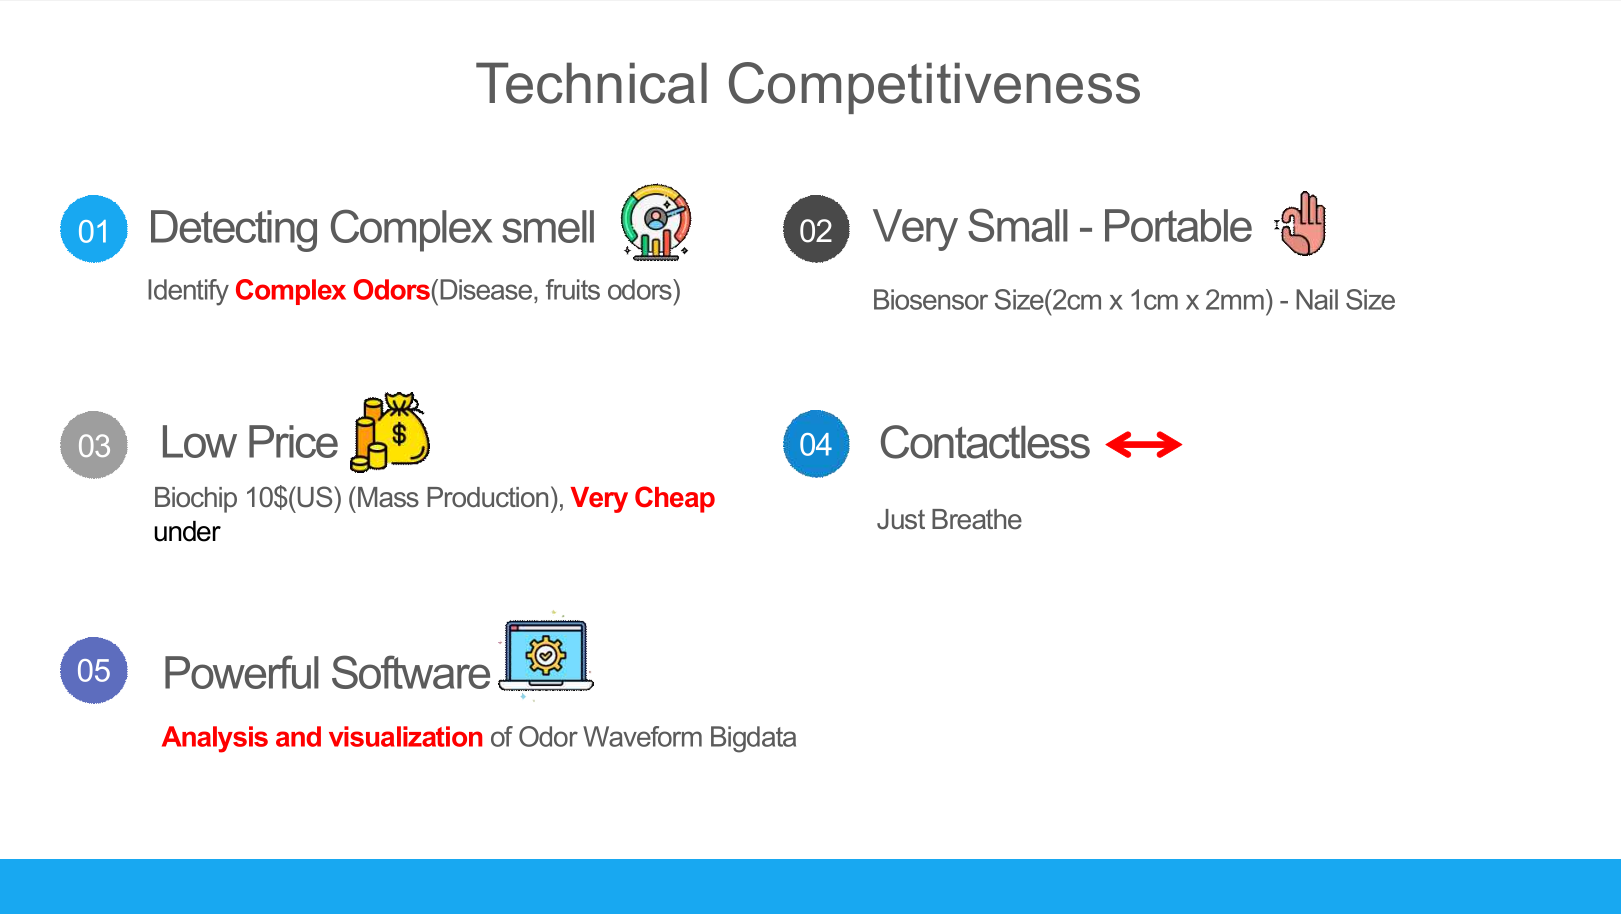 Technical Competitiveness
01 Detecting Complex smell
Identify Complex Odors(Disease, fruits odors)
02 Very Small - Portable
Biosensor Size(2cm x 1cm x 2mm) - Nail Size
03 Low Price
$
Biochip 10$(US) (Mass Production), Very Cheap
under
04 Contactless
Just Breathe
05 Powerful Software
Analysis and visualization of Odor Waveform Bigdata